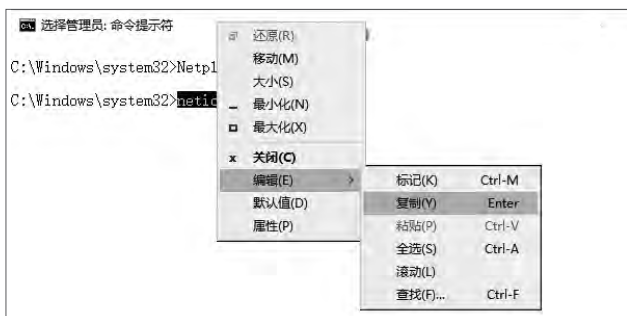 选择管理员: 命令提示符
C:\Windows\system32>Netpl
C:\Windows\system32>netic
还原(R)
移动(M)
大小(S)
最小化(N)
最大化(X)
关闭(C)
编辑(E)
默认值(D)
属性(P)
标记(K) Ctrl-M
复制(Y) Enter
粘贴(P) Ctrl-V
全选(S) Ctrl-A
滚动(L)
查找(F)... Ctrl-F